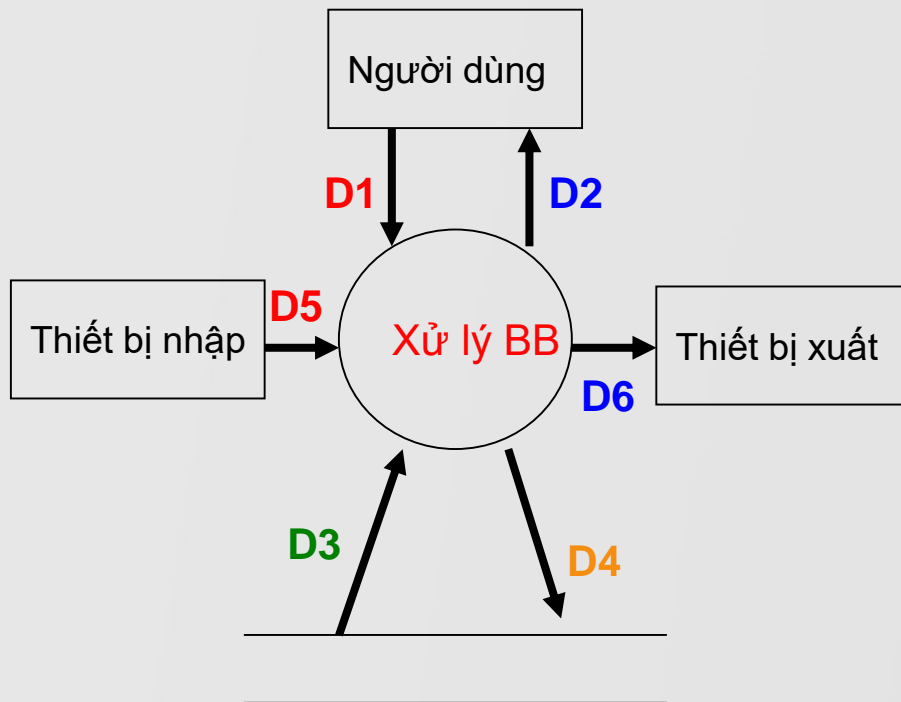 Người dùng
D1
D2
Thiết bị nhập
D5
Xử lý BB
Thiết bị xuất
D6
D3
D4